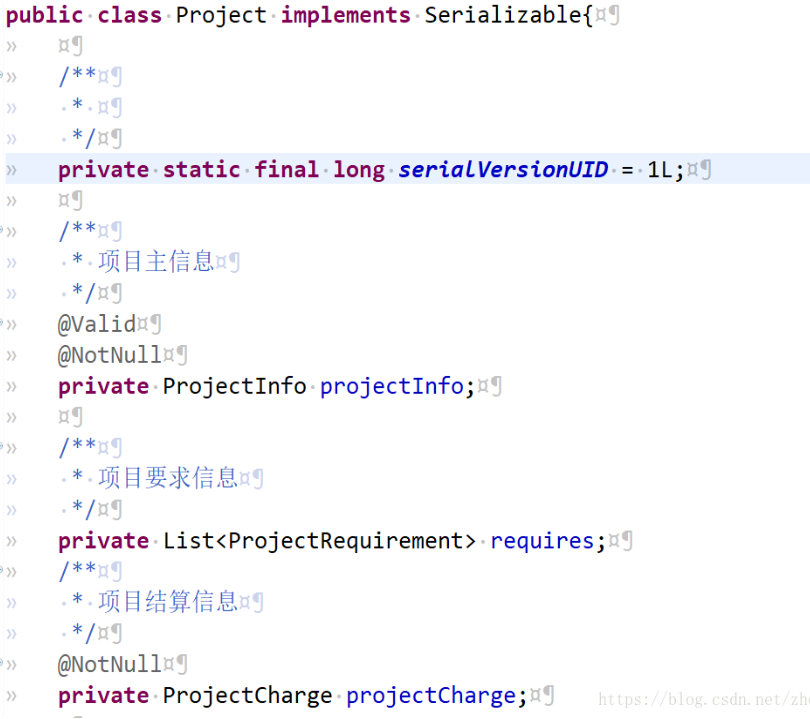 public class Project implements Serializable{
/**
*
*/
private static final long serialVersionUID = 1L;
/**
* 项目主信息
*/
@Valid
@NotNull
private ProjectInfo projectInfo;
/**
* 项目要求信息
*/
private List<ProjectRequirement> requires;
/**
* 项目结算信息
*/
@NotNull
private ProjectCharge projectCharge;
https://blog.csdn.net/zh